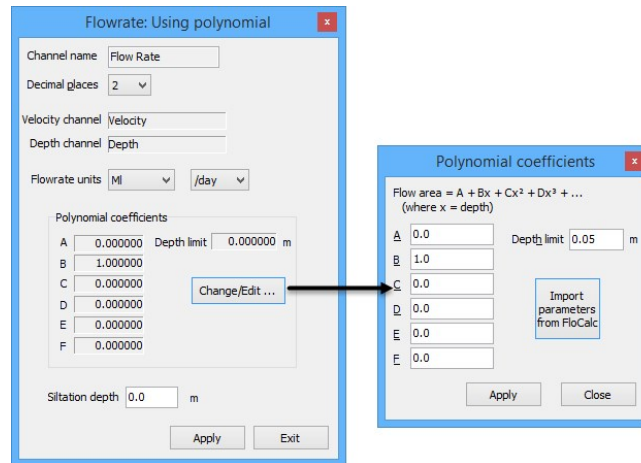 Flowrate: Using polynomial
x
Channel name Flow Rate
Decimal places 2
Velocity channel Velocity
Depth channel Depth
Flowrate units Ml /day
Polynomial coefficients
A 0.000000 Depth limit 0.000000 m
B 1.000000
C 0.000000 Change/Edit ...
D 0.000000
E 0.000000
F 0.000000
Siltation depth 0.0 m
Apply Exit
Polynomial coefficients
x
Flow area = A + Bx + Cx² + Dx³ + ...
(where x = depth)
A 0.0 Depth limit 0.05 m
B 1.0
C 0.0
D 0.0
E 0.0
F 0.0
Import
parameters
from FloCalc
Apply Close